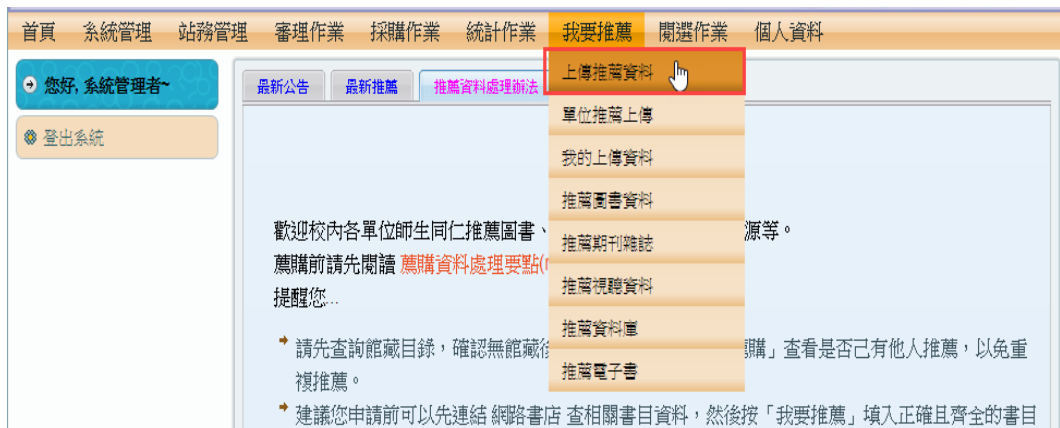 首頁 系統管理 站務管理 審理作業 採購作業 統計作業 我要推薦 閱選作業 個人資料
您好, 系統管理者~
登出系統
最新公告 最新推薦 推薦資料處理辦法
上傳推薦資料
單位推薦上傳
我的上傳資料
推薦圖書資料
推薦期刊雜誌
推薦視聽資料
推薦資料庫
推薦電子書
歡迎校內各單位師生同仁推薦圖書、 源等。
薦購前請先閱讀 薦購資料處理要點(
提醒您...
請先查詢館藏目錄，確認無館藏後 購」查看是否己有他人推薦，以免重
複推薦。
建議您申請前可以先連結 網路書店 查相關書目資料，然後按「我要推薦」填入正確且齊全的書目